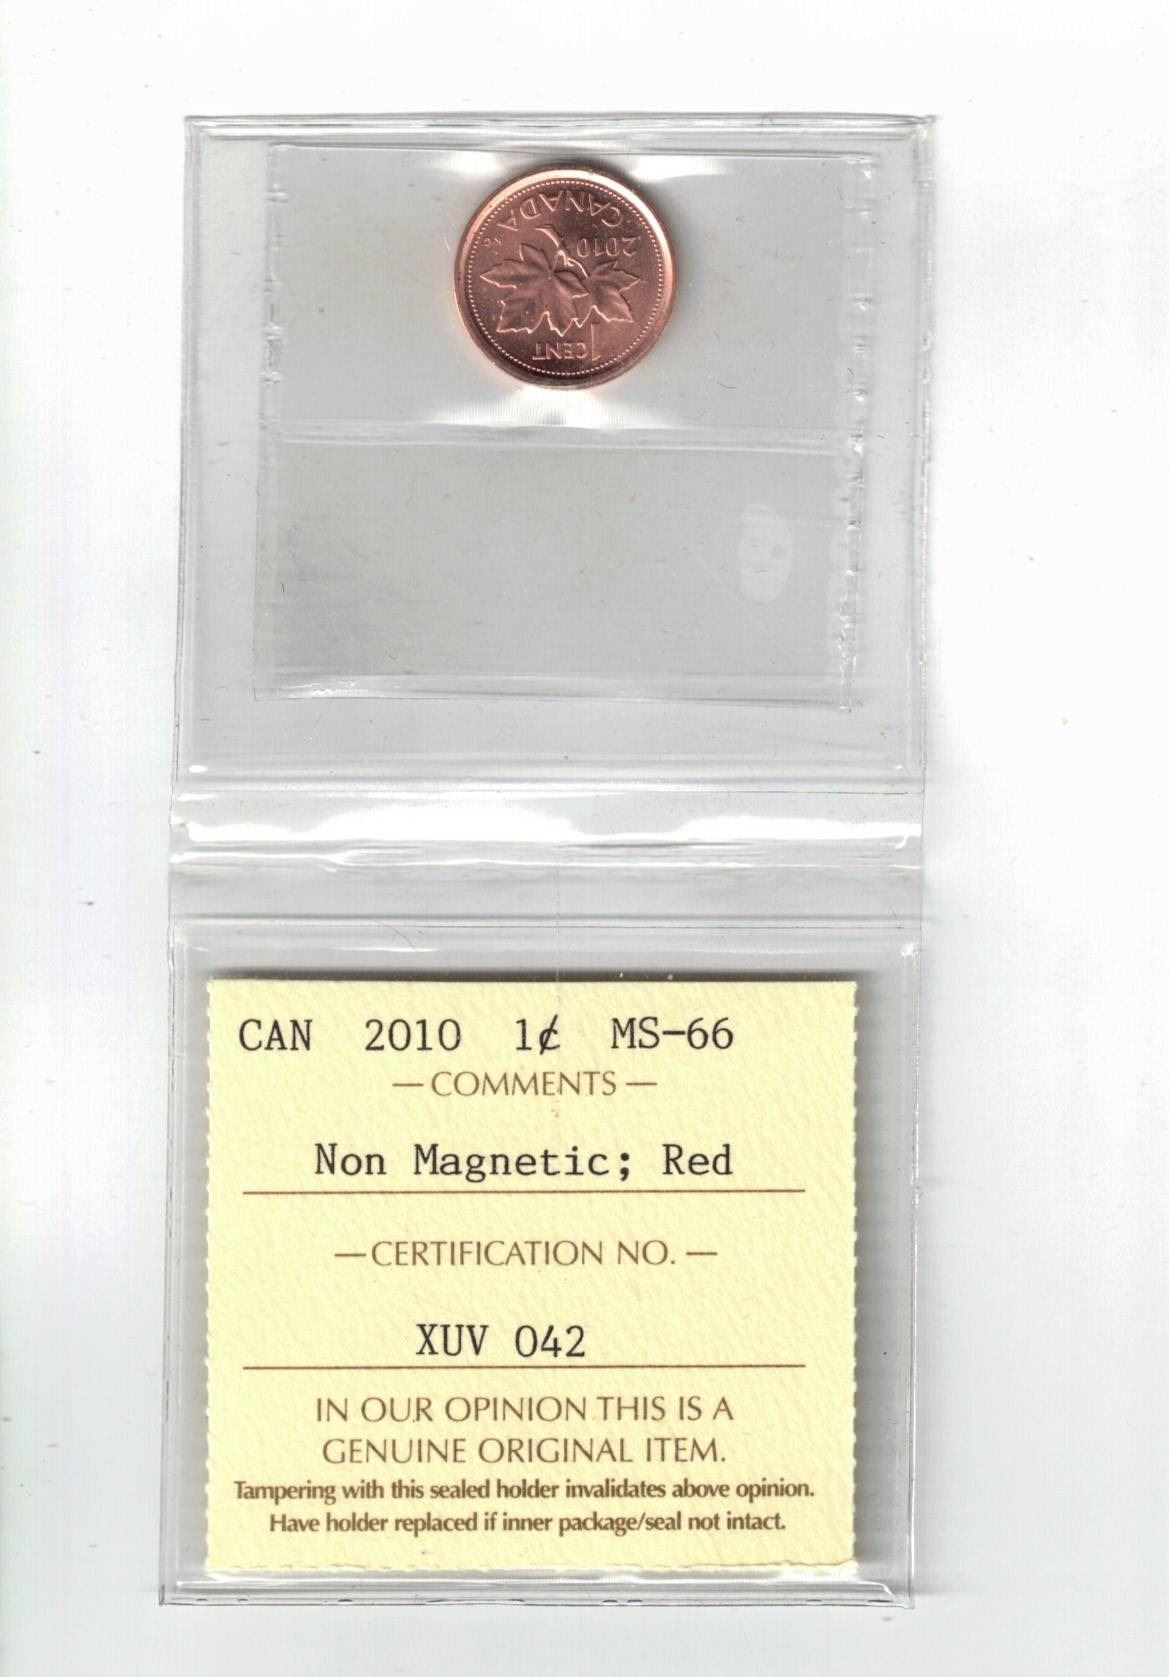 CANADA
2010
KG
1 CENT
CAN 2010 1¢ MS-66
— COMMENTS —
Non Magnetic; Red
— CERTIFICATION NO. —
XUV 042
IN OUR OPINION THIS IS A
GENUINE ORIGINAL ITEM.
Tampering with this sealed holder invalidates above opinion.
Have holder replaced if inner package/seal not intact.